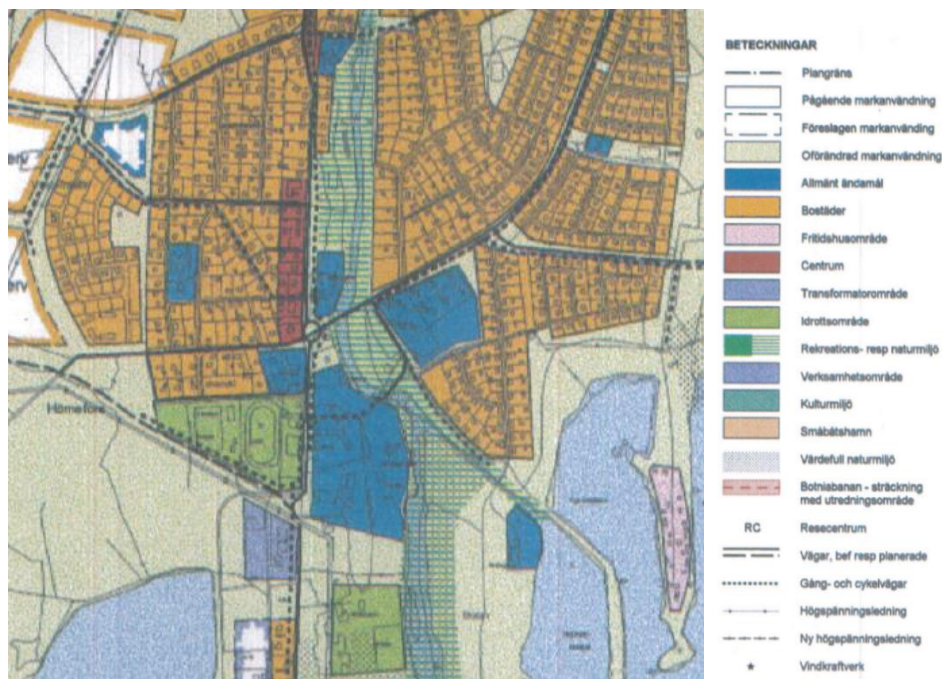 Hörnefors
BETECKNINGAR
Plangräns
Pågående markanvändning
Föreslagen markanvänding
Oförändrad markanvändning
Allmänt ändamål
Bostäder
Fritidshusområde
Centrum
Transformatorområde
Idrottsområde
Rekreations- resp naturmiljö
Verksamhetsområde
Kulturmiljö
Småbåtshamn
Värdefull naturmiljö
Botniabanan - sträckning
med utredningsområde
RC Resecentrum
Vägar, bef resp planerade
Gång- och cykelvägar
Högspänningsledning
Ny högspänningsledning
Vindkraftverk